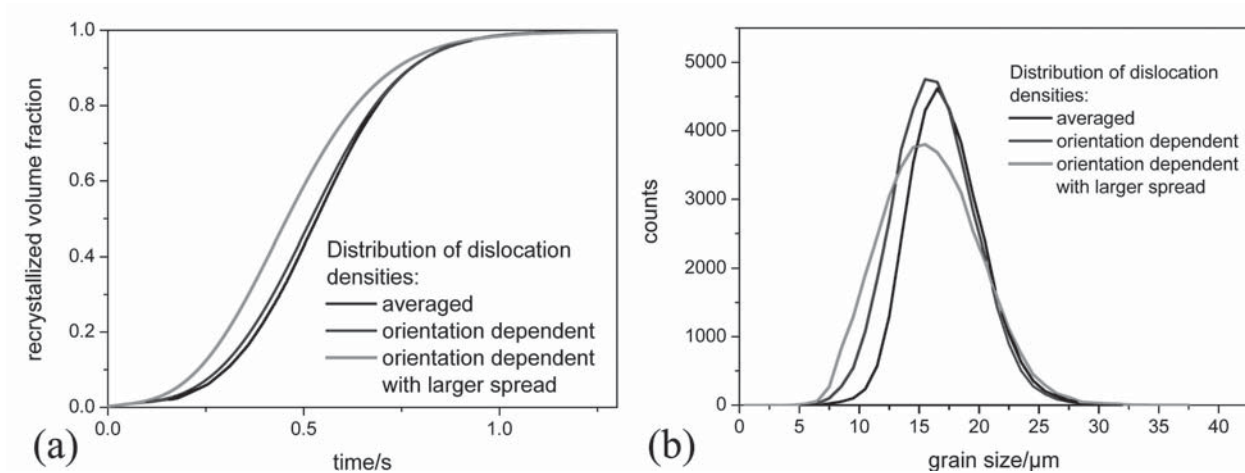 1.0
0.8
0.6
0.4
0.2
0.0
recrystallized volume fraction
Distribution of dislocation
densities:
averaged
orientation dependent
orientation dependent
with larger spread
0.0 0.5 1.0
time/s
(a)
5000
4000
3000
2000
1000
0
counts
Distribution of dislocation
densities:
averaged
orientation dependent
orientation dependent
with larger spread
0 5 10 15 20 25 30 35 40
grain size/µm
(b)